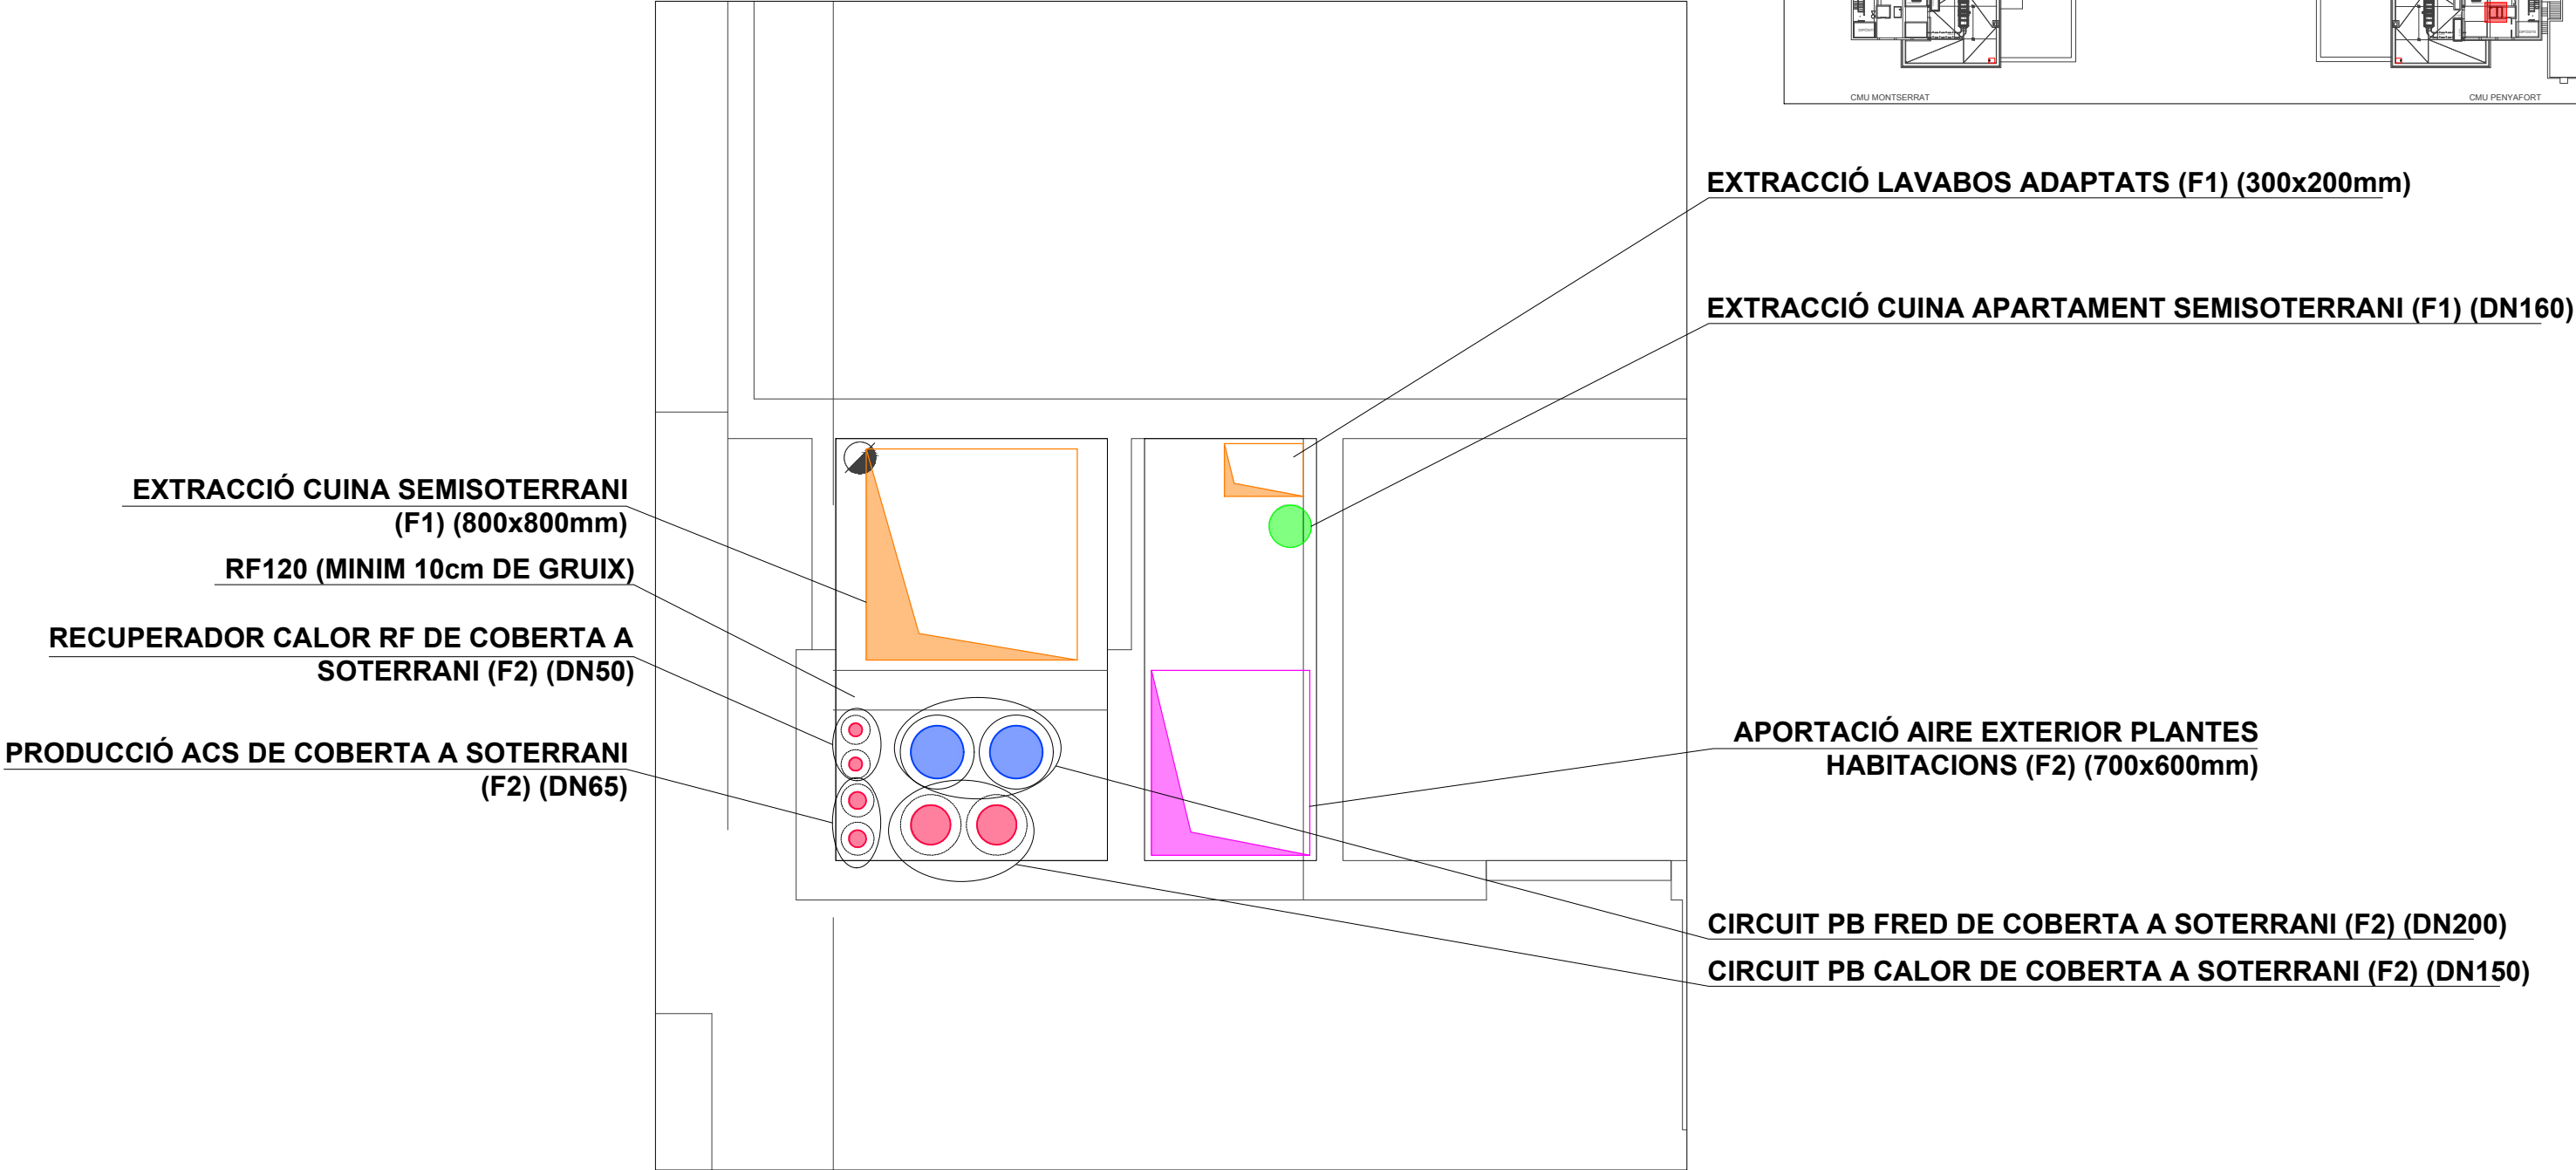 CMU MONTSERRAT
CMU PENYAFORT
EXTRACCIÓ LAVABOS ADAPTATS (F1) (300x200mm)
EXTRACCIÓ CUINA APARTAMENT SEMISOTERRANI (F1) (DN160)
EXTRACCIÓ CUINA SEMISOTERRANI
(F1) (800x800mm)
RF120 (MINIM 10cm DE GRUIX)
RECUPERADOR CALOR RF DE COBERTA A
SOTERRANI (F2) (DN50)
PRODUCCIÓ ACS DE COBERTA A SOTERRANI
(F2) (DN65)
APORTACIÓ AIRE EXTERIOR PLANTES
HABITACIONS (F2) (700x600mm)
CIRCUIT PB FRED DE COBERTA A SOTERRANI (F2) (DN200)
CIRCUIT PB CALOR DE COBERTA A SOTERRANI (F2) (DN150)